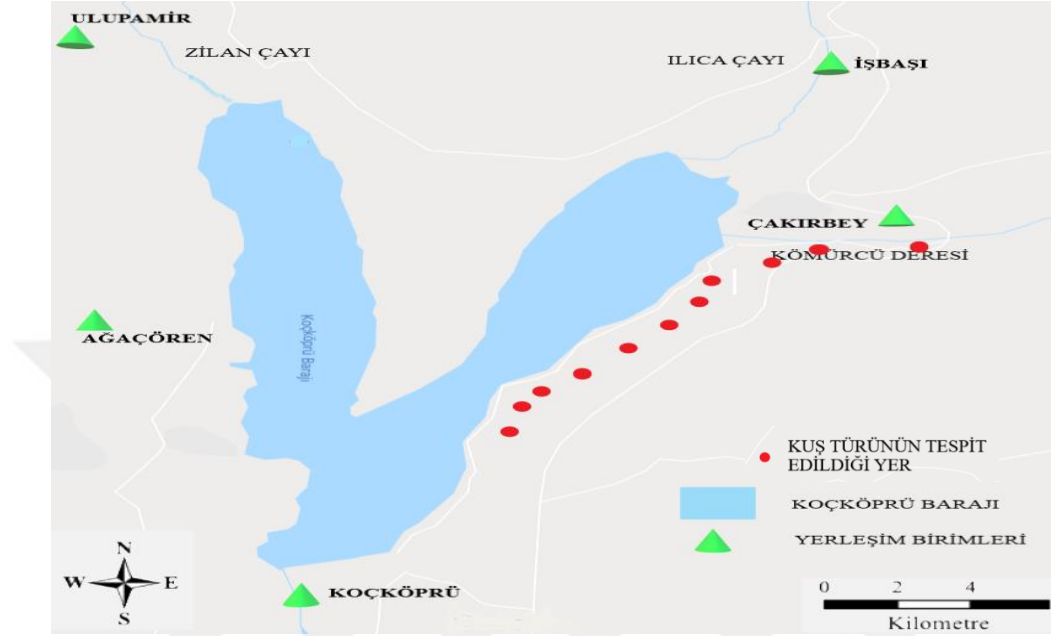 ULUPAMİR
ZİLAN ÇAYI
ILICA ÇAYI
İŞBAŞI
ÇAKIRBEY
KÖMÜRCÜ DERESİ
Koçköprü Barajı
AĞAÇÖREN
KUŞ TÜRÜNÜN TESPİT
EDİLDİĞİ YER
KOÇKÖPRÜ BARAJI
YERLEŞİM BİRİMLERİ
N
W E
S
KOÇKÖPRÜ
0 2 4
Kilometre